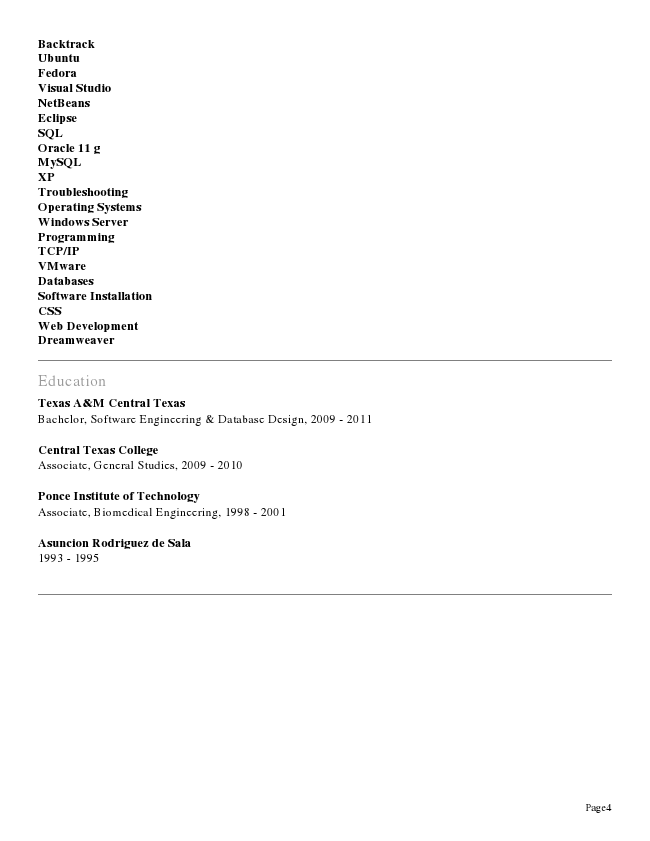 Backtrack
Ubuntu
Fedora
Visual Studio
NetBeans
Eclipse
SQL
Oracle 11 g
MySQL
XP
Troubleshooting
Operating Systems
Windows Server
Programming
TCP/IP
VMware
Databases
Software Installation
CSS
Web Development
Dreamweaver
Education
Texas A&M Central Texas
Bachelor, Software Engineering & Database Design, 2009 - 2011
Central Texas College
Associate, General Studies, 2009 - 2010
Ponce Institute of Technology
Associate, Biomedical Engineering, 1998 - 2001
Asuncion Rodriguez de Sala
1993 - 1995
Page4